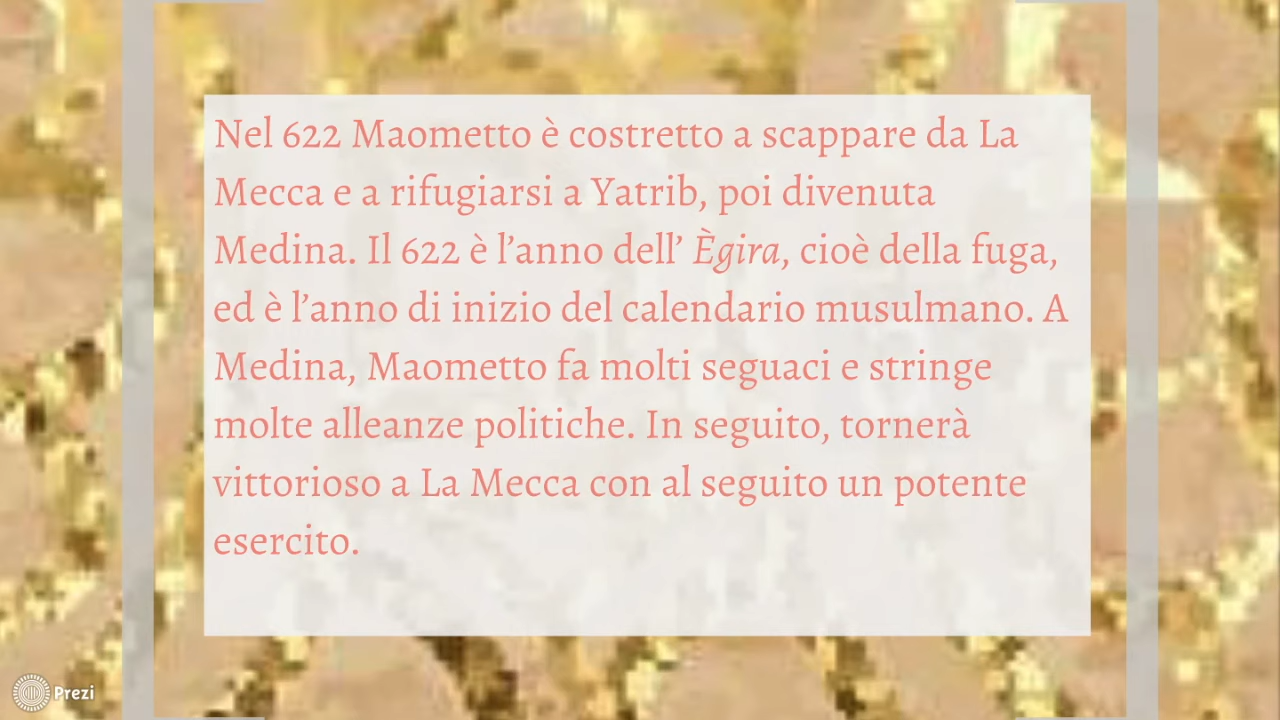 Nel 622 Maometto è costretto a scappare da La
Mecca e a rifugiarsi a Yatrib, poi divenuta
Medina. Il 622 è l’anno dell’ Ègira, cioè della fuga,
ed è l’anno di inizio del calendario musulmano. A
Medina, Maometto fa molti seguaci e stringe
molte alleanze politiche. In seguito, tornerà
vittorioso a La Mecca con al seguito un potente
esercito.
Prezi